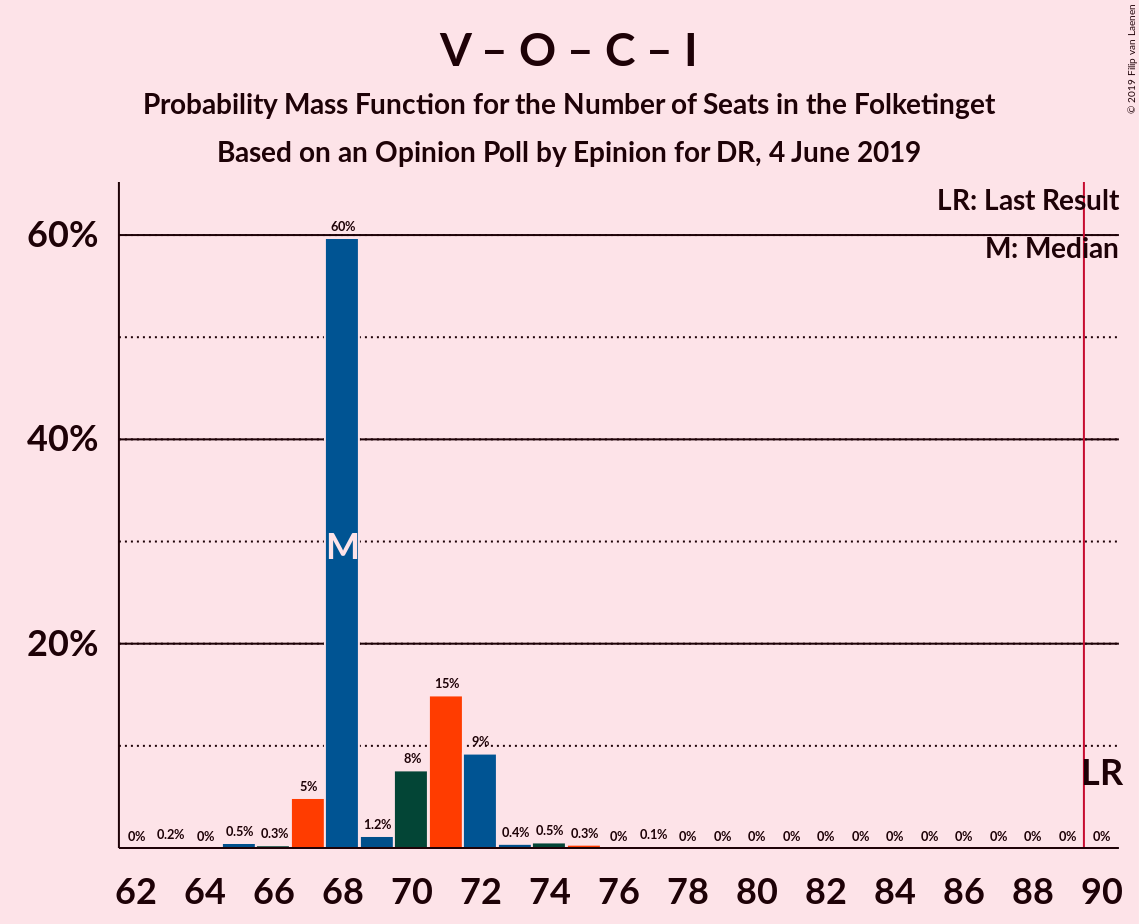 V – O – C – I
Probability Mass Function for the Number of Seats in the Folketinget
Based on an Opinion Poll by Epinion for DR, 4 June 2019
© 2019 Filip van Laenen
LR: Last Result
M: Median
60%
40%
20%
0% 0.2% 0% 0.5% 0.3% 5% 60% 1.2% 8% 15% 9% 0.4% 0.5% 0.3% 0% 0.1% 0% 0% 0% 0% 0% 0% 0% 0% 0% 0% 0% 0% 0%
M
LR
62 64 66 68 70 72 74 76 78 80 82 84 86 88 90